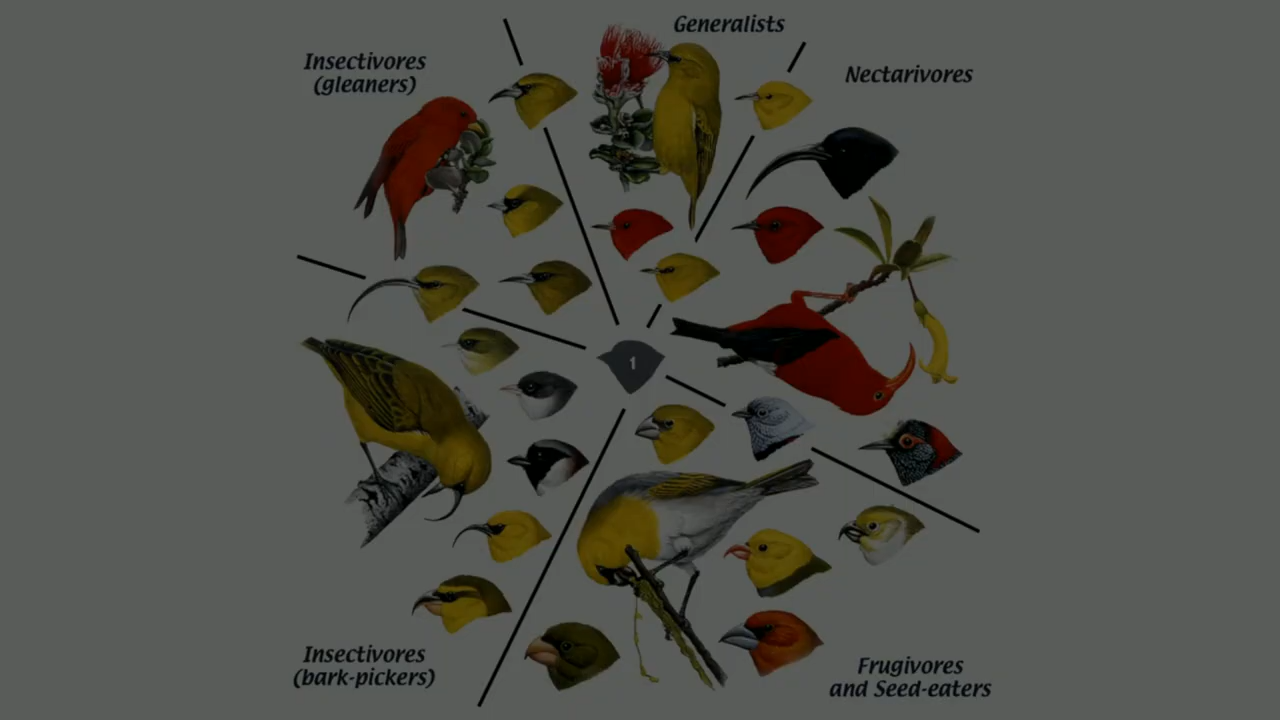 Generalists
Insectivores
(gleaners)
Nectarivores
1
Insectivores
(bark-pickers)
Frugivores
and Seed-eaters